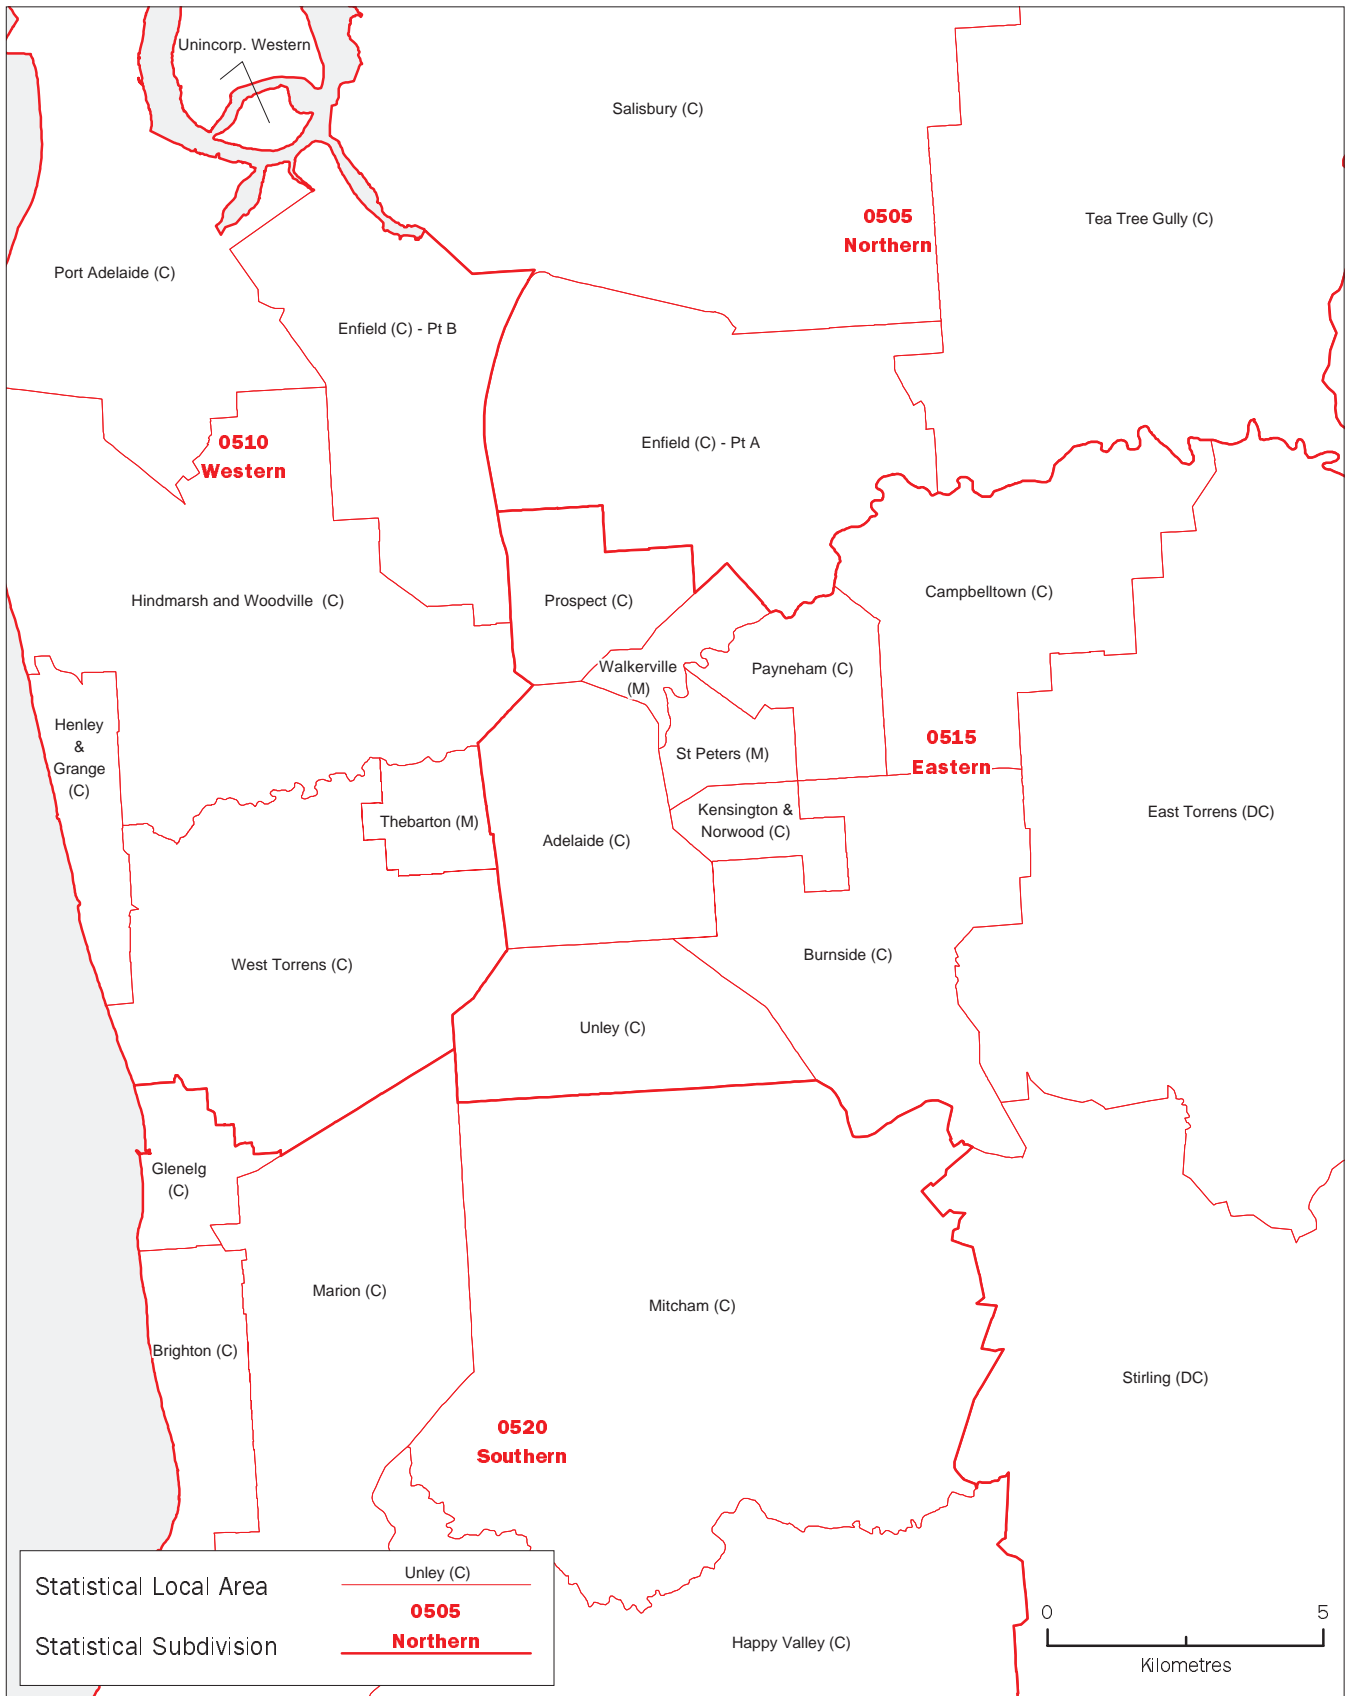 Unincorp. Western
Salisbury (C)
0505
Northern
Tea Tree Gully (C)
Port Adelaide (C)
Enfield (C) - Pt B
0510
Western
Enfield (C) - Pt A
Hindmarsh and Woodville (C)
Prospect (C)
Campbelltown (C)
Walkerville
(M)
Payneham (C)
Henley
&
Grange
(C)
St Peters (M)
0515
Eastern
Thebarton (M)
Adelaide (C)
Kensington &
Norwood (C)
East Torrens (DC)
West Torrens (C)
Burnside (C)
Unley (C)
Glenelg
(C)
Marion (C)
Mitcham (C)
Brighton (C)
Stirling (DC)
0520
Southern
Happy Valley (C)
Statistical Local Area
Unley (C)
0505
Statistical Subdivision
Northern
0 5
Kilometres